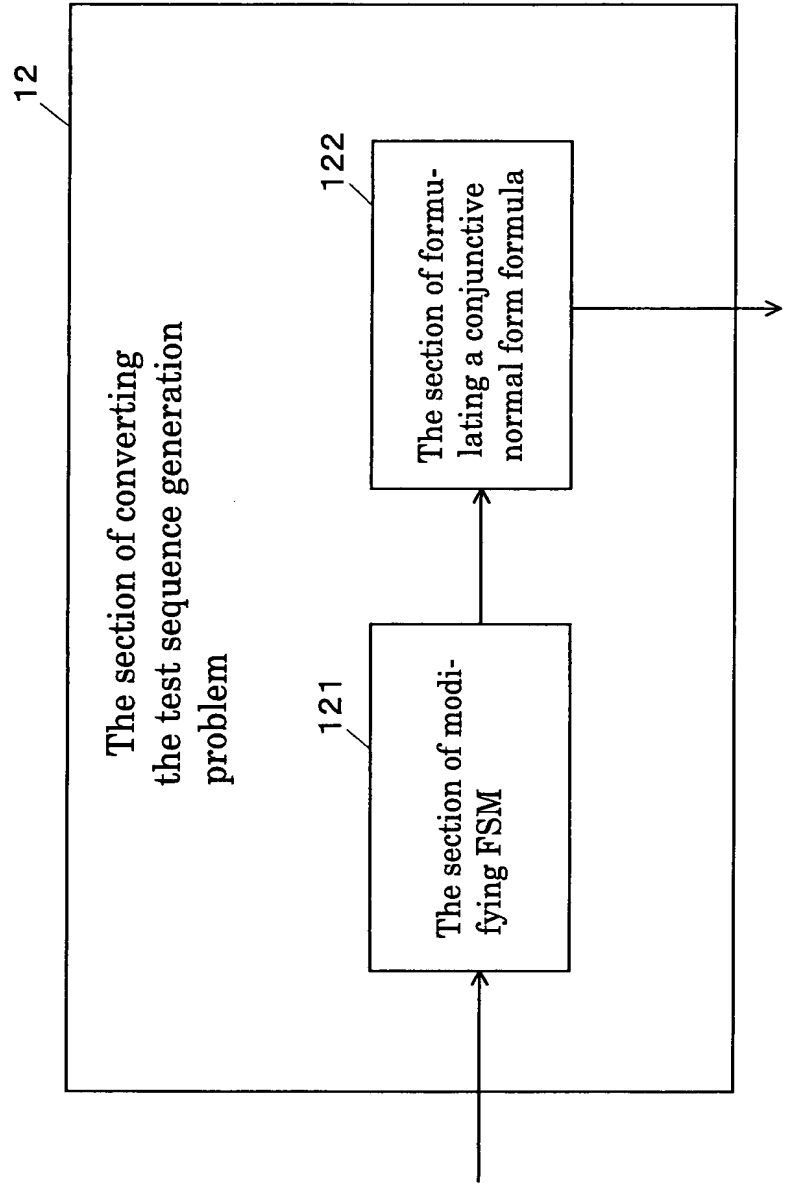 12
The section of converting
the test sequence generation
problem
121
The section of modi-
fying FSM
122
The section of formu-
lating a conjunctive
normal form formula